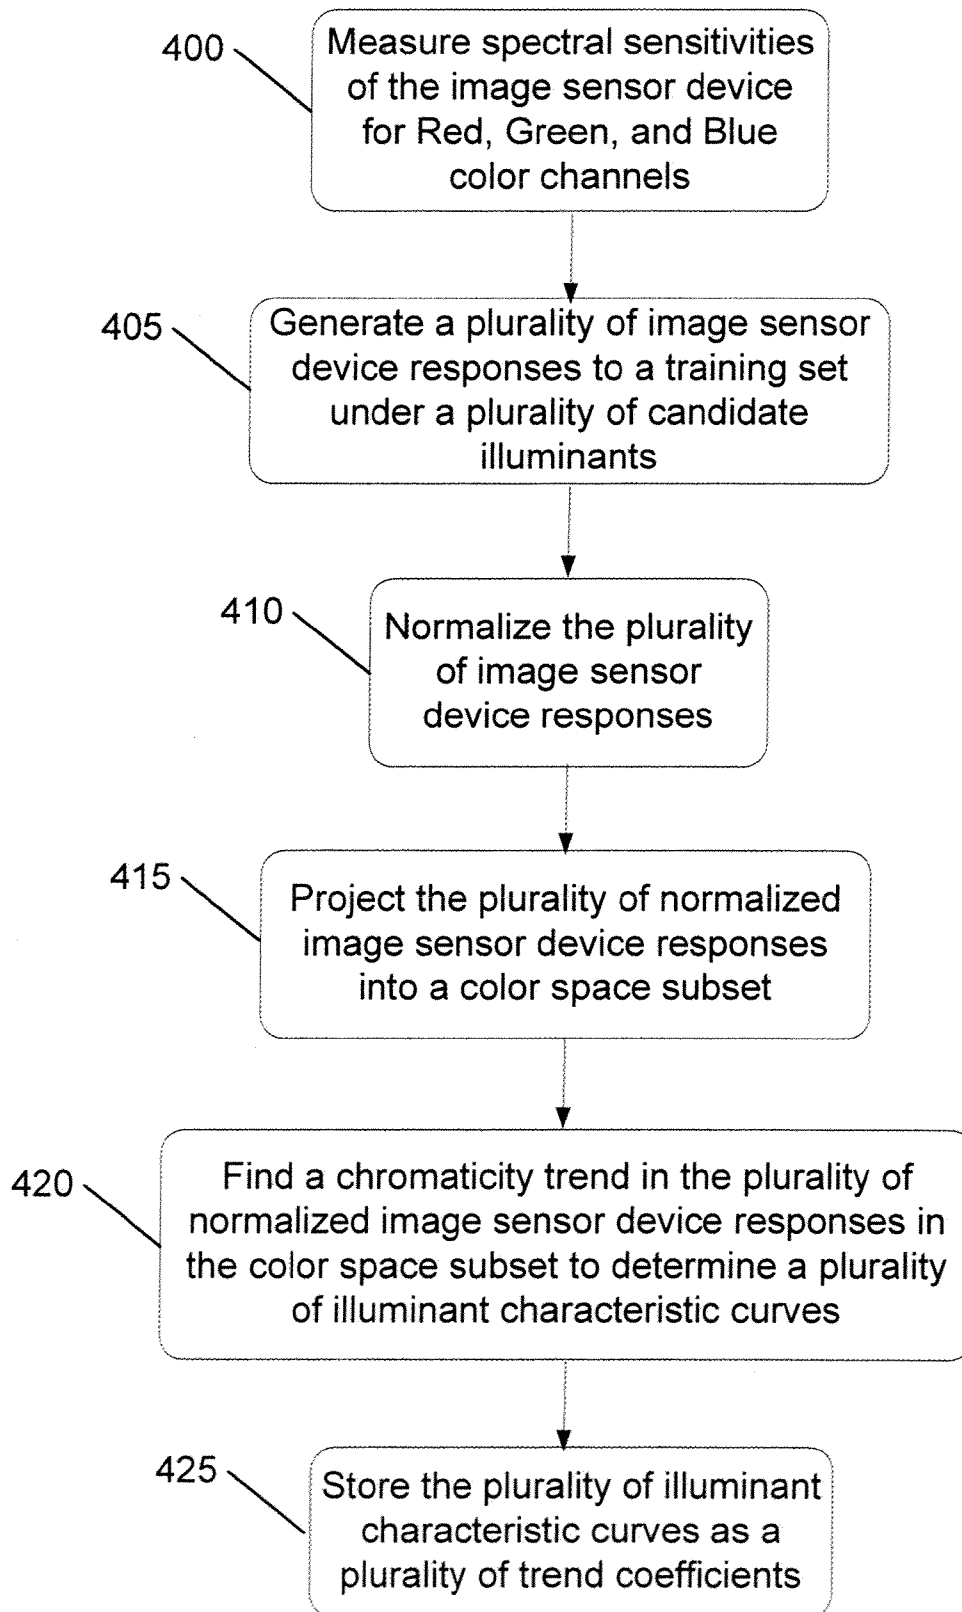 400
Measure spectral sensitivities
of the image sensor device
for Red, Green, and Blue
color channels
405
Generate a plurality of image sensor
device responses to a training set
under a plurality of candidate
illuminants
410
Normalize the plurality
of image sensor
device responses
415
Project the plurality of normalized
image sensor device responses
into a color space subset
420
Find a chromaticity trend in the plurality of
normalized image sensor device responses in
the color space subset to determine a plurality
of illuminant characteristic curves
425
Store the plurality of illuminant
characteristic curves as a
plurality of trend coefficients